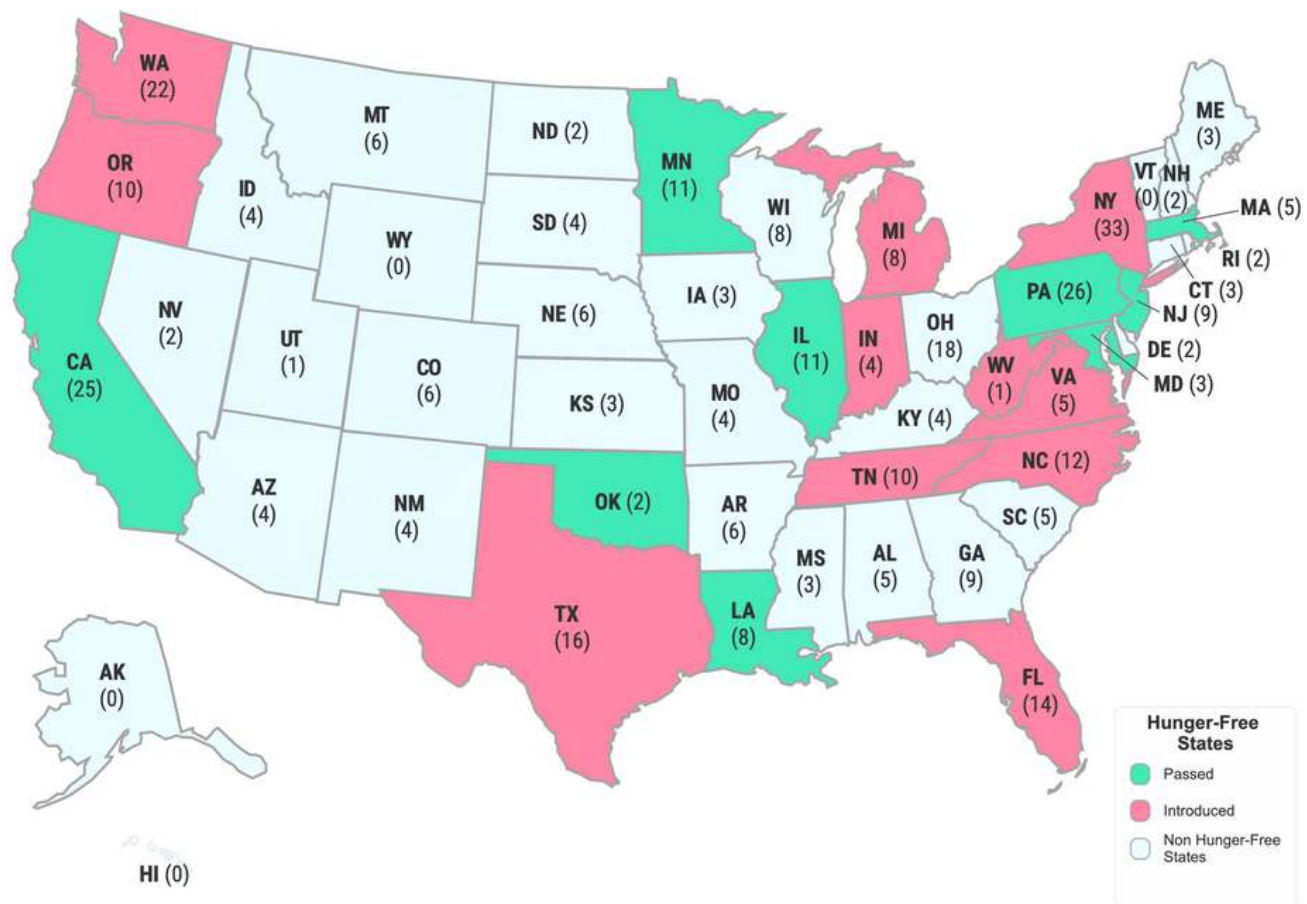 WA
(22)
OR
(10)
CA
(25)
ID
(4)
NV
(2)
MT
(6)
WY
(0)
UT
(1)
CO
(6)
AZ
(4)
NM
(4)
ND (2)
SD (4)
NE (6)
KS (3)
OK (2)
TX
(16)
MN
(11)
IA (3)
MO
(4)
AR
(6)
LA
(8)
WI
(8)
IL
(11)
MI
(8)
IN
(4)
OH
(18)
KY (4)
TN (10)
MS
(3)
AL
(5)
GA
(9)
FL
(14)
SC (5)
NC (12)
VA
(5)
WV
(1)
PA (26)
NY
(33)
VT
(0)
NH
(2)
ME
(3)
MA (5)
RI (2)
CT (3)
NJ (9)
DE (2)
MD (3)
AK
(0)
HI (0)
Hunger-Free
States
Passed
Introduced
Non Hunger-Free
States